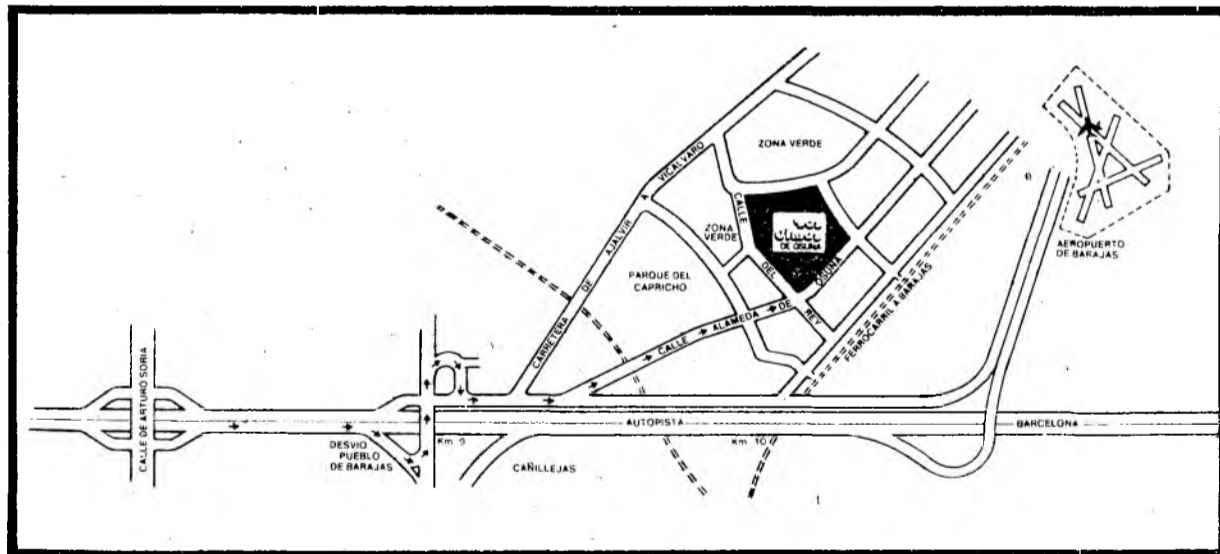 ZONA VERDE
CARRETERA DE AJALVIR A VICALVARO
CALLE DEL REY
ZONA
VERDE
Los
Olmos
DE OSUNA
AEROPUERTO
DE BARAJAS
PARQUE DEL
CAPRICHO
CALLE ALAMEDA DE OSUNA
FERROCARRIL A BARAJAS
CALLE DE ARTURO SORIA
AUTOPISTA
BARCELONA
DESVIO
PUEBLO
DE BARAJAS
Km 9
Km 10
CAÑILLEJAS